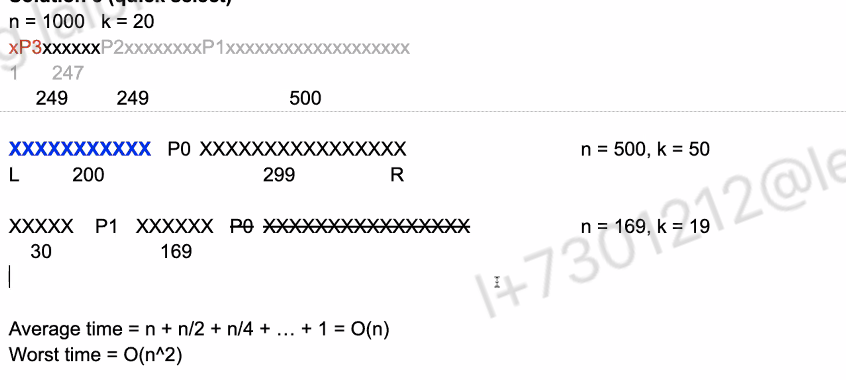 Solution 3 (quick select)
n = 1000 k = 20
xP3xxxxxxP2xxxxxxxxP1xxxxxxxxxxxxxxxxxxx
1 247
249 249 500
XXXXXXXXXXX P0 XXXXXXXXXXXXXXXX n = 500, k = 50
L 200 299 R
XXXXX P1 XXXXXX P0 XXXXXXXXXXXXXXXX n = 169, k = 19
30 169
Average time = n + n/2 + n/4 + … + 1 = O(n)
Worst time = O(n^2)
l+7301212@le